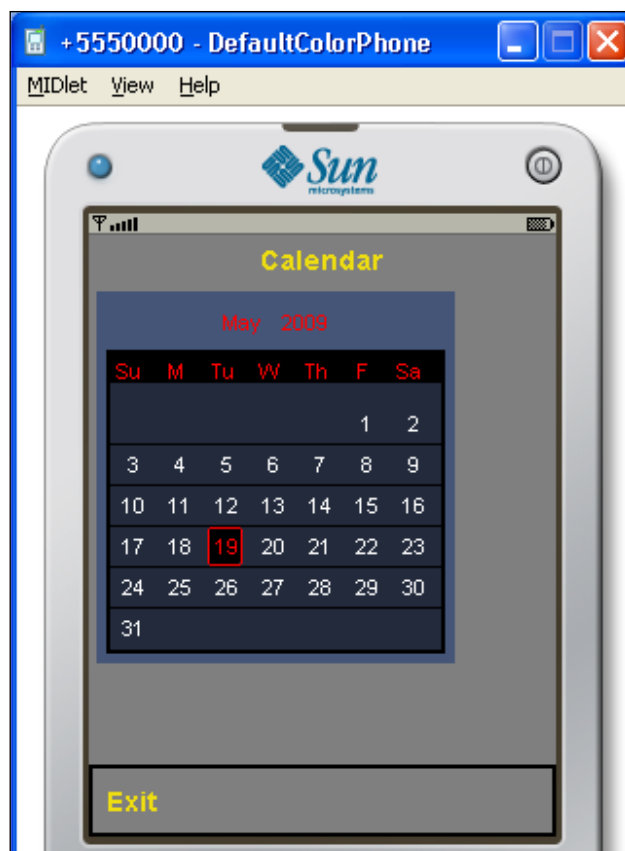 +5550000 - DefaultColorPhone
MIDlet View Help
Sun
microsystems
Calendar
May 2009
Su M Tu W Th F Sa
1 2
3 4 5 6 7 8 9
10 11 12 13 14 15 16
17 18 19 20 21 22 23
24 25 26 27 28 29 30
31
Exit